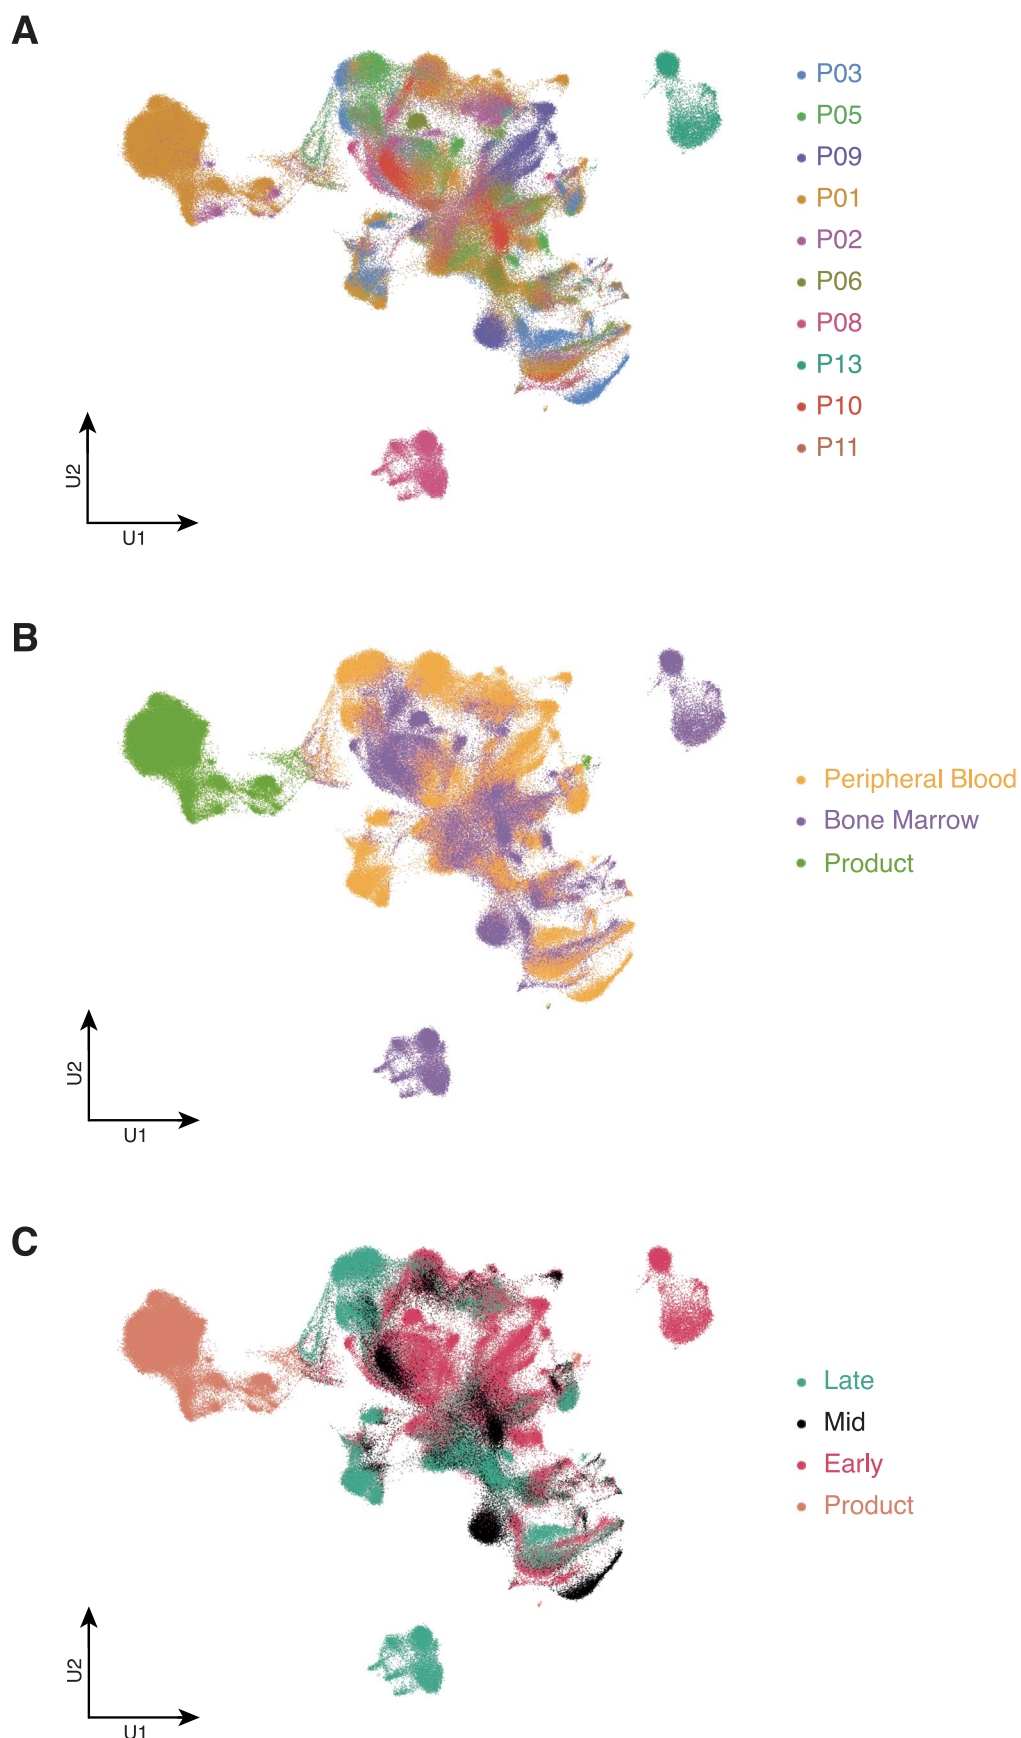 A
P03
P05
P09
P01
P02
P06
P08
P13
P10
P11
U2
U1
B
Peripheral Blood
Bone Marrow
Product
U2
U1
C
Late
Mid
Early
Product
U2
U1